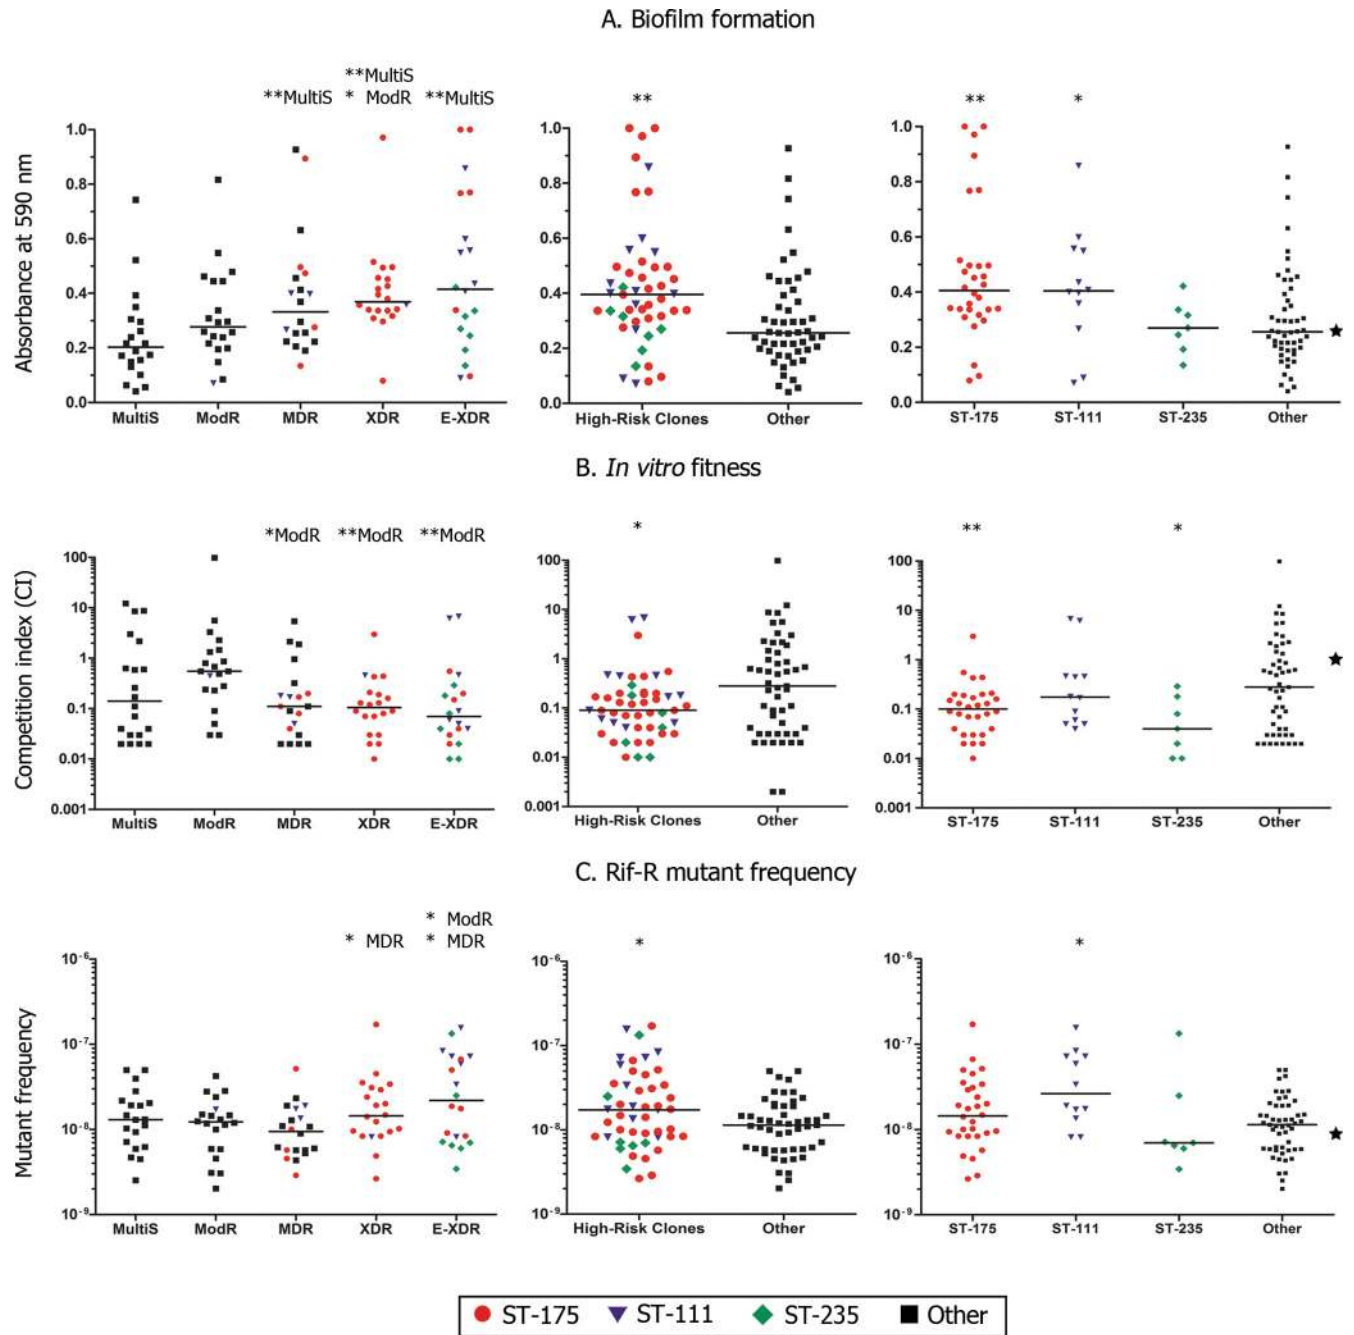 A. Biofilm formation
**MultiS
**MultiS * ModR **MultiS ** ** *
Absorbance at 590 nm
1.0 1.0 1.0
0.8 0.8 0.8
0.6 0.6 0.6
0.4 0.4 0.4
0.2 0.2 0.2
0.0 0.0 0.0
MultiS ModR MDR XDR E-XDR High-Risk Clones Other ST-175 ST-111 ST-235 Other
B. In vitro fitness
*ModR **ModR **ModR * ** *
Competition index (CI)
100 100 100
10 10 10
1 1 1
0.1 0.1 0.1
0.01 0.01 0.01
0.001 0.001 0.001
MultiS ModR MDR XDR E-XDR High-Risk Clones Other ST-175 ST-111 ST-235 Other
C. Rif-R mutant frequency
* ModR
* MDR * MDR * *
Mutant frequency
10⁻⁶ 10⁻⁶ 10⁻⁶
10⁻⁷ 10⁻⁷ 10⁻⁷
10⁻⁸ 10⁻⁸ 10⁻⁸
10⁻⁹ 10⁻⁹ 10⁻⁹
MultiS ModR MDR XDR E-XDR High-Risk Clones Other ST-175 ST-111 ST-235 Other
ST-175 ST-111 ST-235 Other